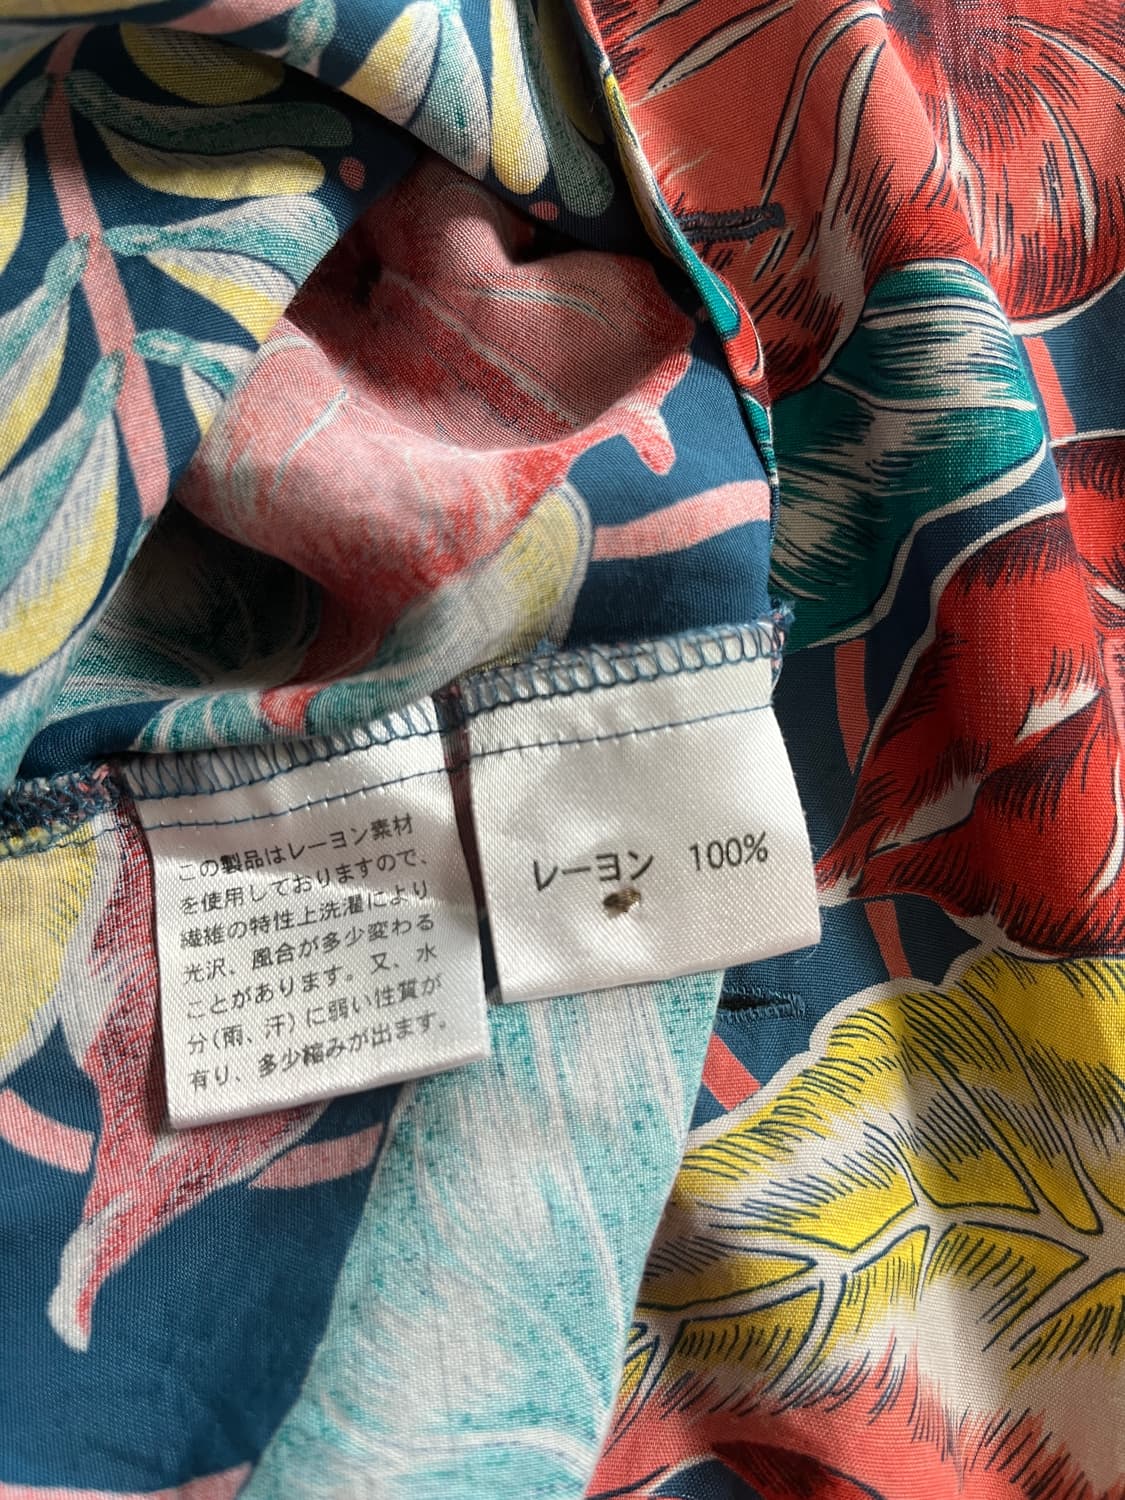 この製品はレーヨン素材
を使用しておりますので、
繊維の特性上洗濯により
光沢、風合が多少変わる
ことがあります。又、水
分(雨、汗)に弱い性質が
有り、多少縮みが出ます。
レーヨン 100%